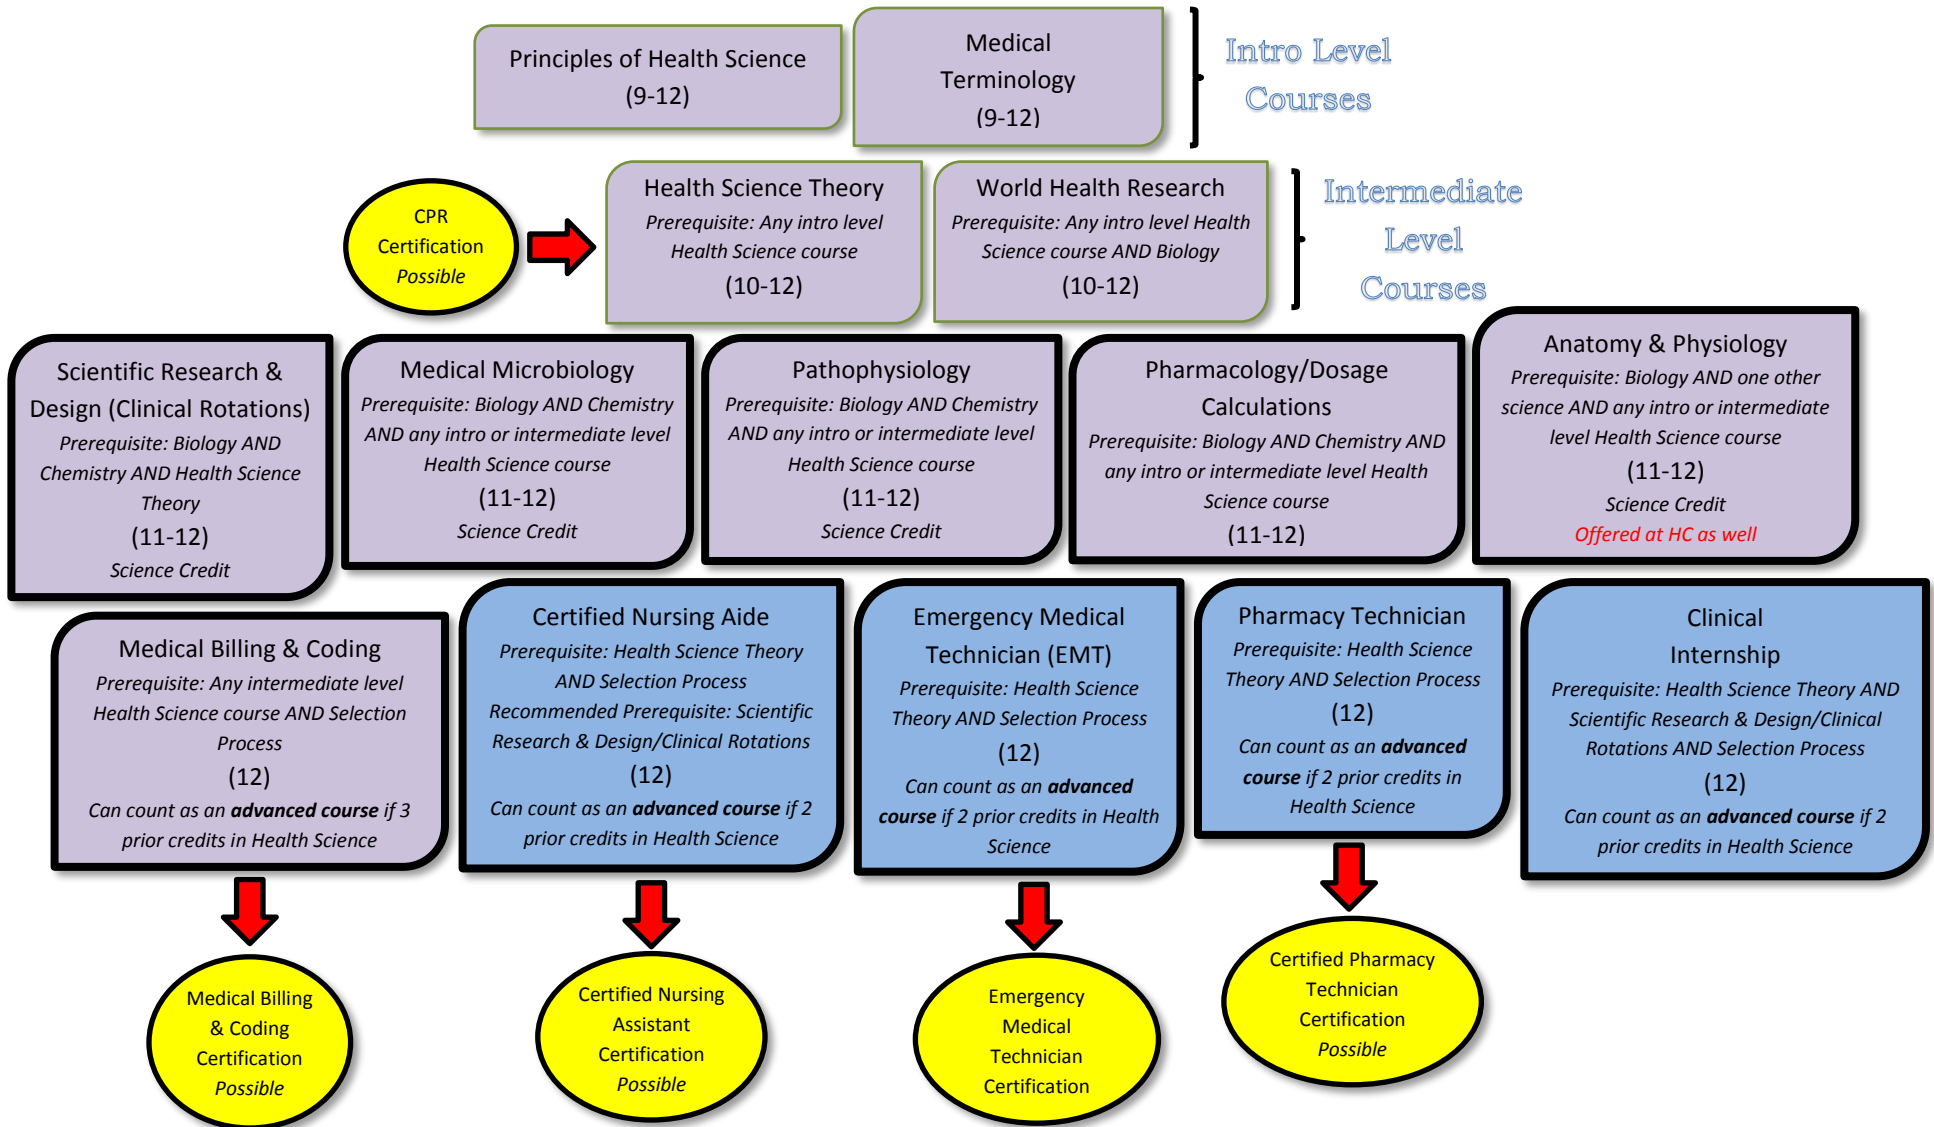 Principles of Health Science
(9-12)
Medical
Terminology
(9-12)
Intro Level
Courses
CPR
Certification
Possible
Health Science Theory
Prerequisite: Any intro level
Health Science course
(10-12)
World Health Research
Prerequisite: Any intro level Health
Science course AND Biology
(10-12)
Intermediate
Level
Courses
Scientific Research &
Design (Clinical Rotations)
Prerequisite: Biology AND
Chemistry AND Health Science
Theory
(11-12)
Science Credit
Medical Microbiology
Prerequisite: Biology AND Chemistry
AND any intro or intermediate level
Health Science course
(11-12)
Science Credit
Pathophysiology
Prerequisite: Biology AND Chemistry
AND any intro or intermediate level
Health Science course
(11-12)
Science Credit
Pharmacology/Dosage
Calculations
Prerequisite: Biology AND Chemistry AND
any intro or intermediate level Health
Science course
(11-12)
Anatomy & Physiology
Prerequisite: Biology AND one other
science AND any intro or intermediate
level Health Science course
(11-12)
Science Credit
Offered at HC as well
Medical Billing & Coding
Prerequisite: Any intermediate level
Health Science course AND Selection
Process
(12)
Can count as an advanced course if 3
prior credits in Health Science
Certified Nursing Aide
Prerequisite: Health Science Theory
AND Selection Process
Recommended Prerequisite: Scientific
Research & Design/Clinical Rotations
(12)
Can count as an advanced course if 2
prior credits in Health Science
Emergency Medical
Technician (EMT)
Prerequisite: Health Science
Theory AND Selection Process
(12)
Can count as an advanced
course if 2 prior credits in Health
Science
Pharmacy Technician
Prerequisite: Health Science
Theory AND Selection Process
(12)
Can count as an advanced
course if 2 prior credits in
Health Science
Clinical
Internship
Prerequisite: Health Science Theory AND
Scientific Research & Design/Clinical
Rotations AND Selection Process
(12)
Can count as an advanced course if 2
prior credits in Health Science
Medical Billing
& Coding
Certification
Possible
Certified Nursing
Assistant
Certification
Possible
Emergency
Medical
Technician
Certification
Certified Pharmacy
Technician
Certification
Possible